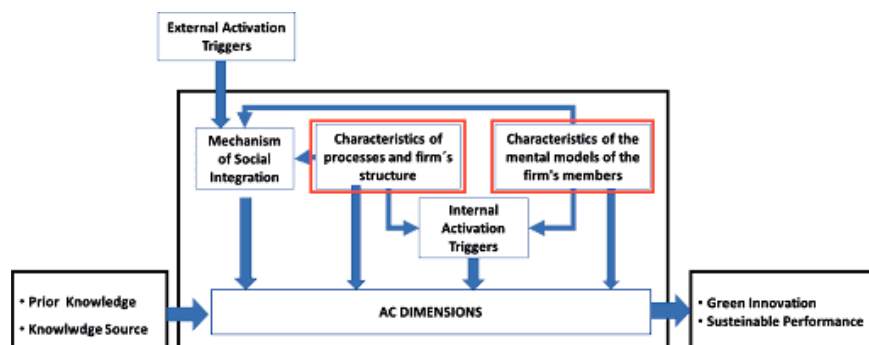 External Activation
Triggers
Mechanism
of Social
Integration
Characteristics of
processes and firm´s
structure
Characteristics of the
mental models of the
firm's members
Internal
Activation
Triggers
• Prior Knowledge
• Knowlwdge Source
AC DIMENSIONS
• Green Innovation
• Susteinable Performance